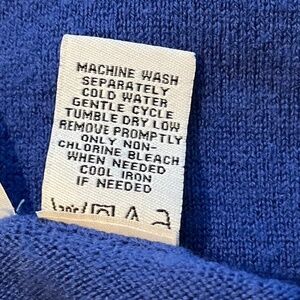 MACHINE WASH
SEPARATELY
COLD WATER
GENTLE CYCLE
TUMBLE DRY LOW
REMOVE PROMPTLY
ONLY NON-
CHLORINE BLEACH
WHEN NEEDED
COOL IRON
IF NEEDED